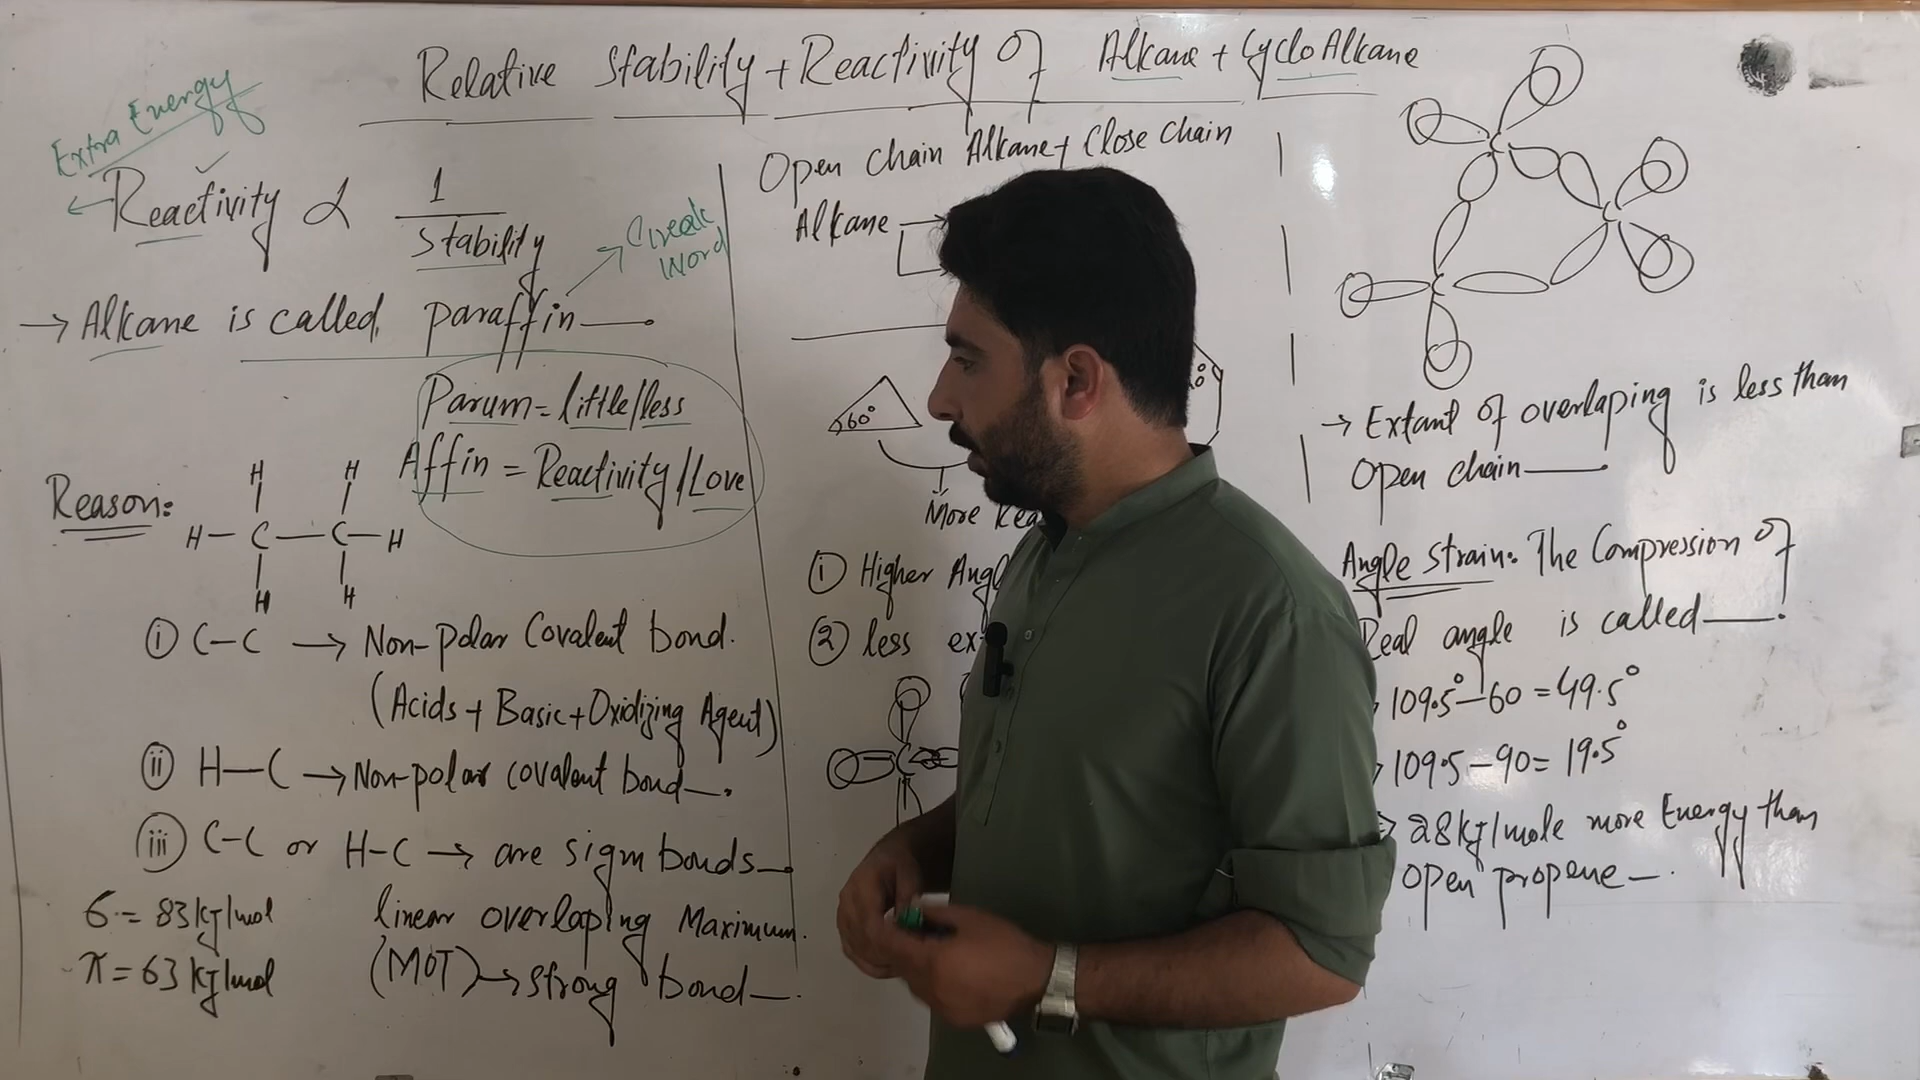 Relative Stability + Reactivity Of Alkane + CycloAlkane
Extra Energy
Reactivity α 1
Stability
Greek
Word
→ Alkane is called, paraffin —.
Parum = little/less
Affin = Reactivity/Love
Reason:
H H
H - C - C - H
H H
i C-C → Non-polar Covalent bond.
(Acids + Basic + Oxidizing Agent)
ii H-C → Non-polar covalent bond—.
iii C-C or H-C → are sigm bonds—.
6 = 83 kJ/mol linear overlaping Maximum.
π = 63 kJ/mol (MOT) → strong bond—.
Open chain Alkane + Close chain
Alkane
60°
More
1 Higher
2 less
C
C
C
C
→ Extant of overlaping is less than
Open chain —.
Angle strain: The Compression of
Real angle is called —.
109.5° - 60 = 49.5°
109.5 - 90 = 19.5°
→ 28 kJ/mole more Energy than
open propene —.